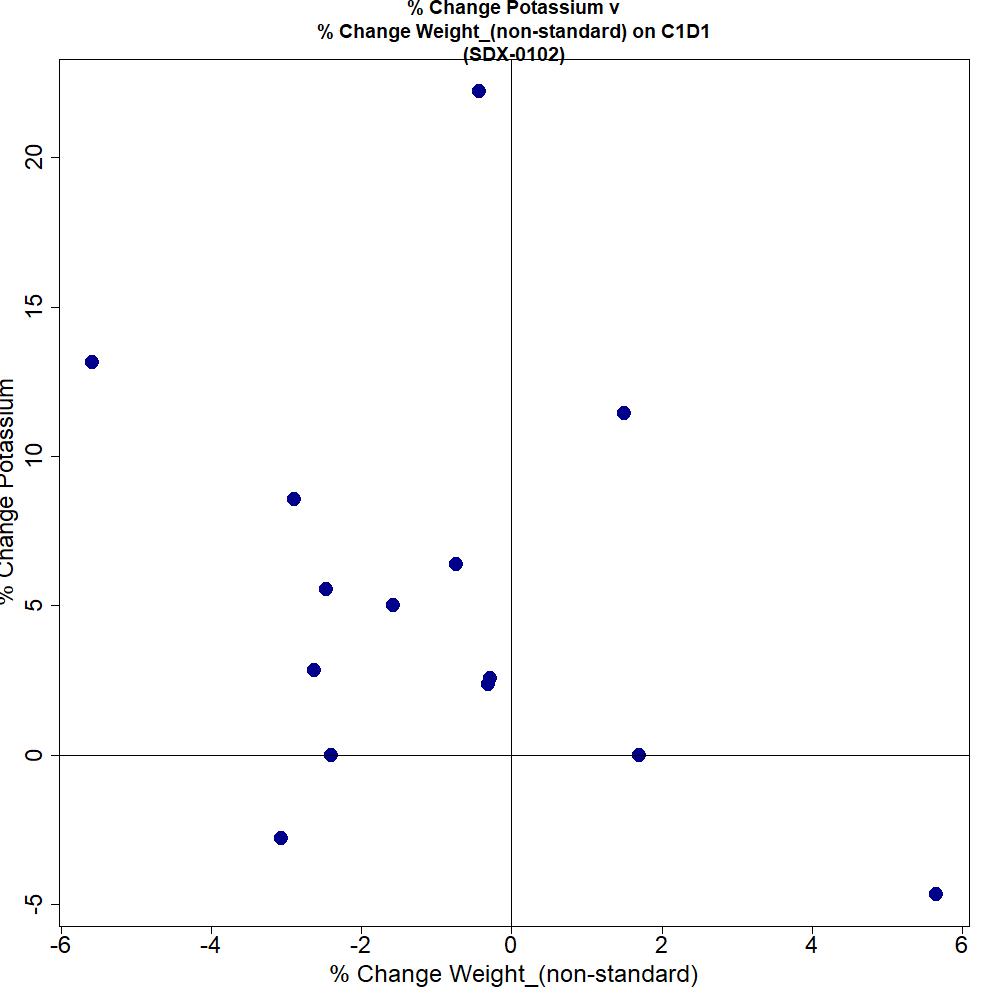 % Change Potassium v
% Change Weight_(non-standard) on C1D1
(SDX-0102)
% Change Potassium
20
15
10
5
0
-5
-6 -4 -2 0 2 4 6
% Change Weight_(non-standard)